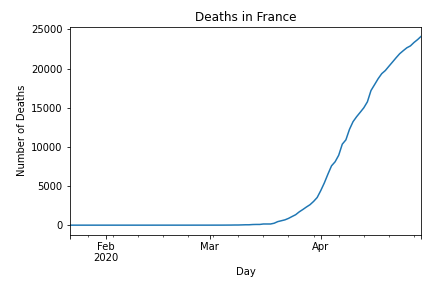 Deaths in France
25000
20000
15000
10000
5000
0
Number of Deaths
Feb
2020
Mar
Apr
Day